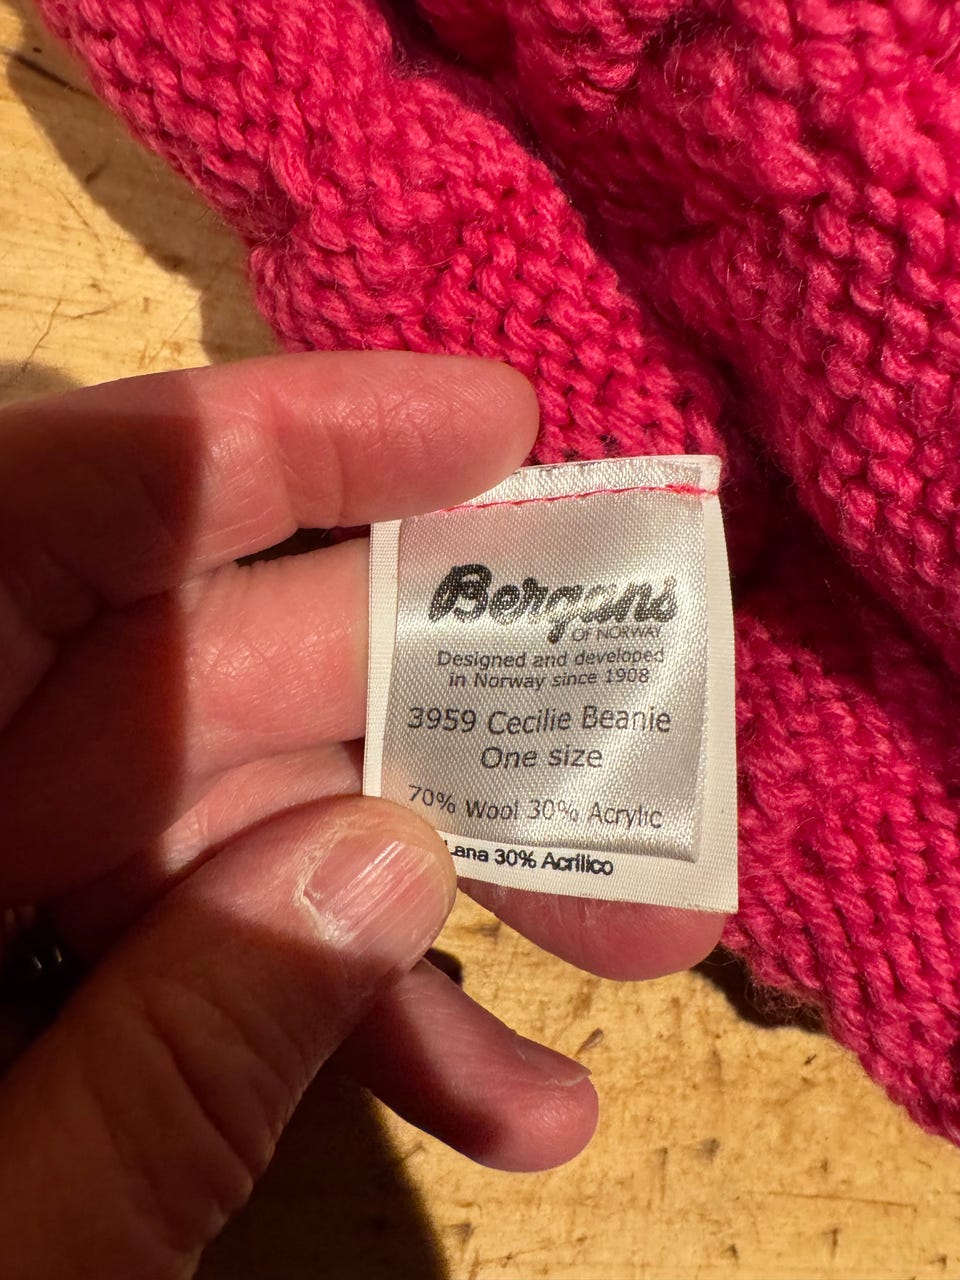 Bergans
OF NORWAY
Designed and developed
in Norway since 1908
3959 Cecilie Beanie
One size
70% Wool 30% Acrylic
Lana 30% Acrílico